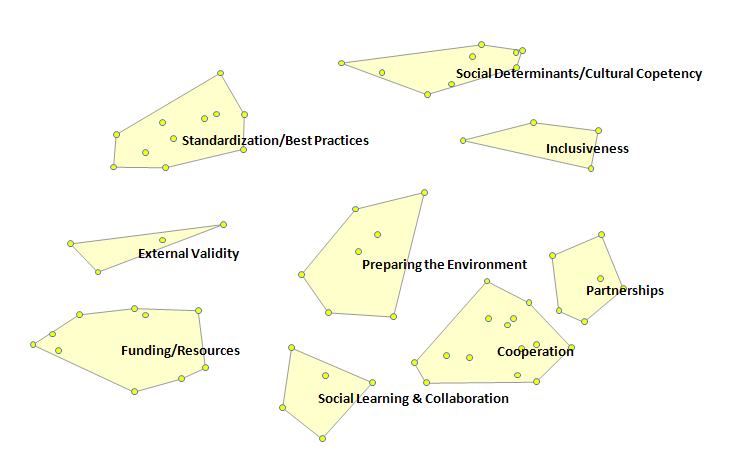 Social Determinants/Cultural Copetency
Standardization/Best Practices
Inclusiveness
External Validity
Preparing the Environment
Partnerships
Funding/Resources
Cooperation
Social Learning & Collaboration